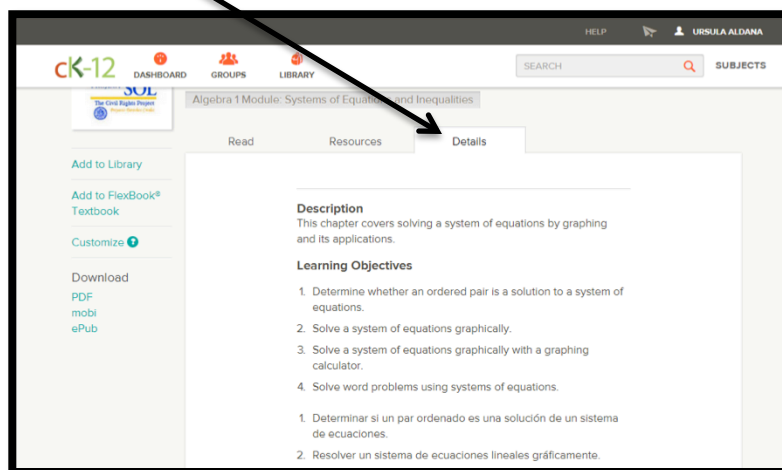 HELP
URSULA ALDANA
cK-12
DASHBOARD
GROUPS
LIBRARY
SEARCH
SUBJECTS
SOL
The Civil Rights Project
Algebra 1 Module: Systems of Equations and Inequalities
Read
Resources
Details
Add to Library
Add to FlexBook®
Textbook
Customize
Download
PDF
mobi
ePub
Description
This chapter covers solving a system of equations by graphing
and its applications.
Learning Objectives
1. Determine whether an ordered pair is a solution to a system of
equations.
2. Solve a system of equations graphically.
3. Solve a system of equations graphically with a graphing
calculator.
4. Solve word problems using systems of equations.
1. Determinar si un par ordenado es una solución de un sistema
de ecuaciones.
2. Resolver un sistema de ecuaciones lineales gráficamente.